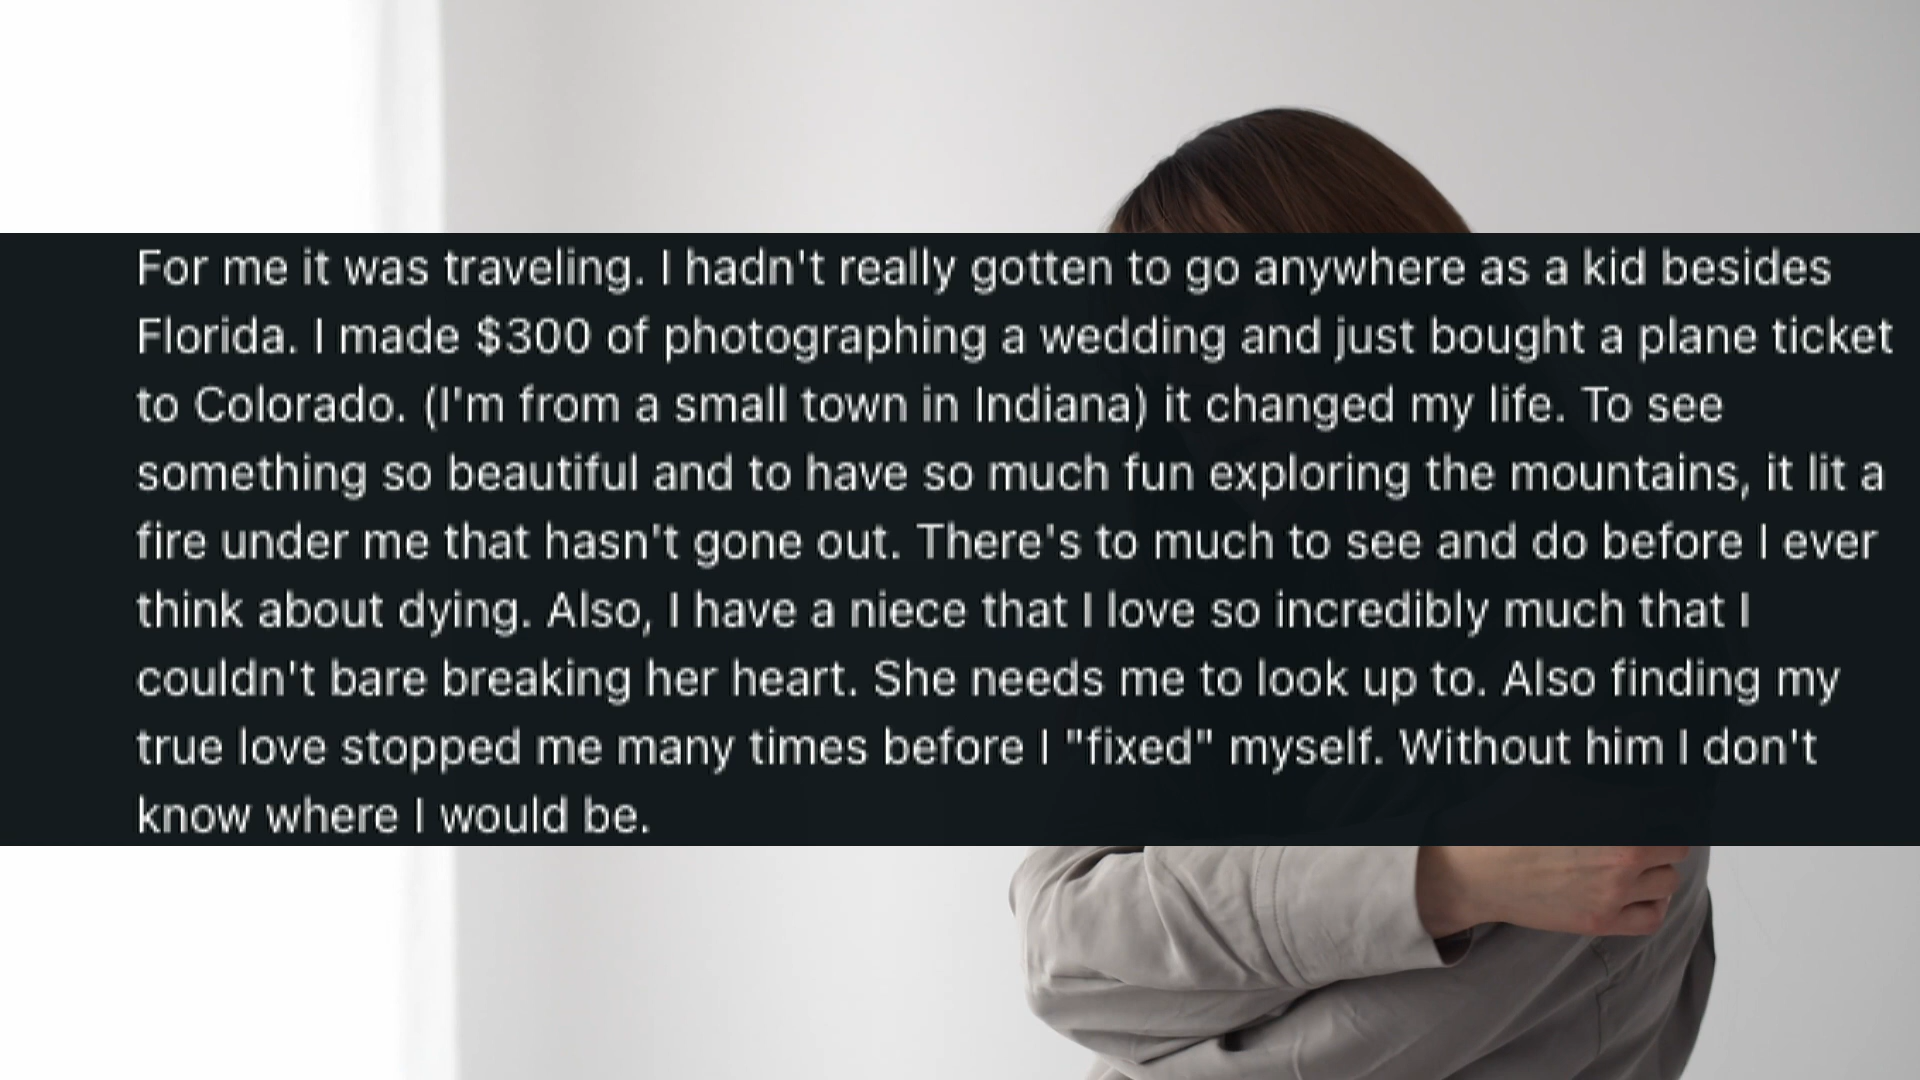 For me it was traveling. I hadn't really gotten to go anywhere as a kid besides
Florida. I made $300 of photographing a wedding and just bought a plane ticket
to Colorado. (I'm from a small town in Indiana) it changed my life. To see
something so beautiful and to have so much fun exploring the mountains, it lit a
fire under me that hasn't gone out. There's to much to see and do before I ever
think about dying. Also, I have a niece that I love so incredibly much that I
couldn't bare breaking her heart. She needs me to look up to. Also finding my
true love stopped me many times before I "fixed" myself. Without him I don't
know where I would be.